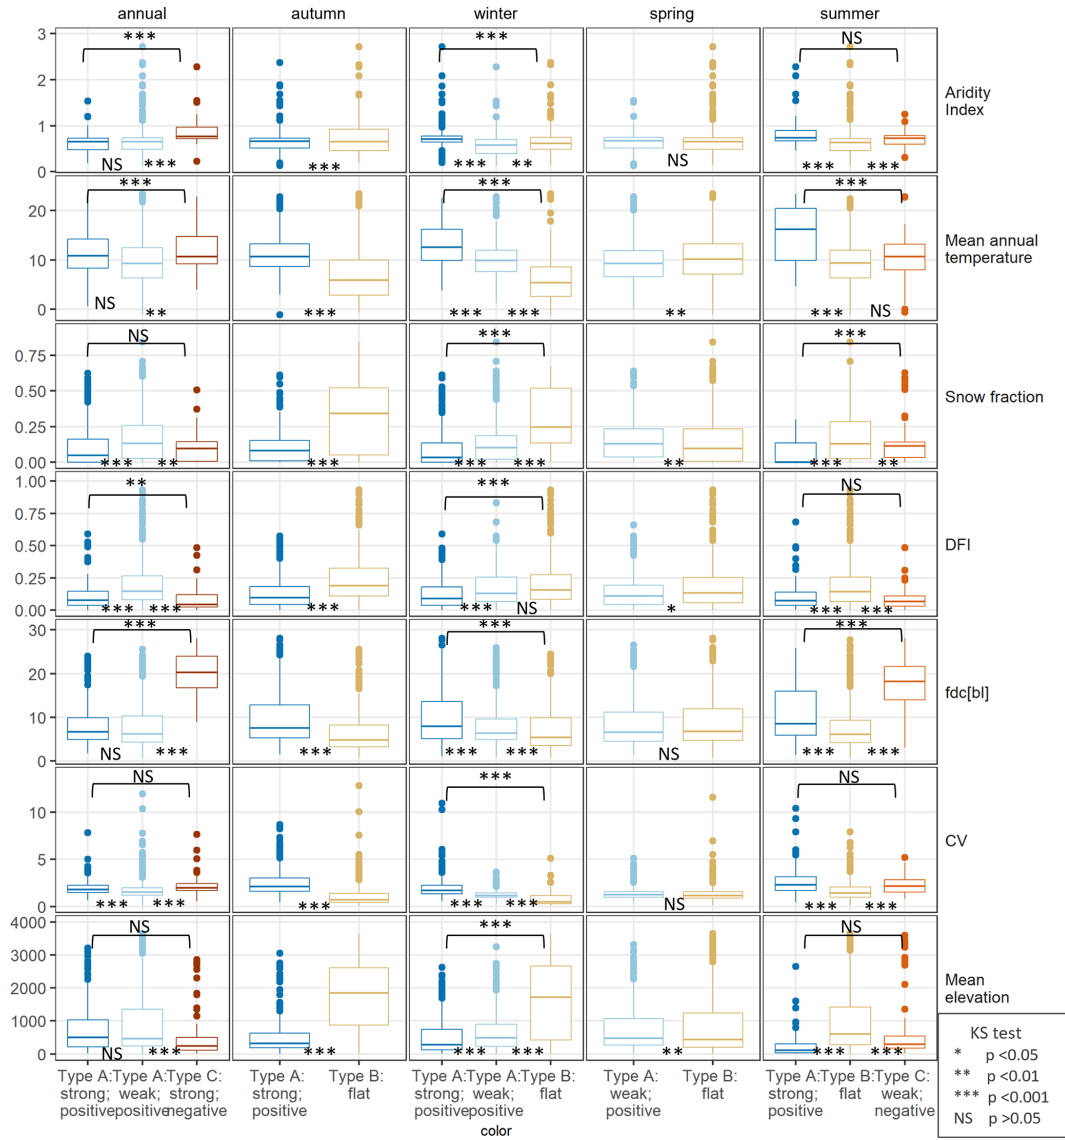 annual autumn winter spring summer
*** *** NS
3
2
1
0
Aridity
Index
NS *** *** *** ** NS *** ***
*** *** ***
20
10
0
Mean annual
temperature
NS ** *** *** *** ** *** NS
NS *** ***
0.75
0.50
0.25
0.00
Snow fraction
*** ** *** *** *** ** *** **
** *** NS
1.00
0.75
0.50
0.25
0.00
DFI
*** *** *** *** NS * *** ***
*** *** ***
30
20
10
0
fdc[bl]
NS *** *** *** *** NS *** ***
NS *** NS
10
5
0
CV
*** *** *** *** *** NS *** ***
NS *** NS
4000
3000
2000
1000
0
Mean
elevation
NS *** *** *** *** ** *** ***
Type A: Type A: Type C: Type A: Type B: Type A: Type A: Type B: Type A: Type B: Type A: Type B: Type C:
strong; weak; strong; strong; flat strong; weak; flat weak; flat strong; flat weak;
positive positive negative positive positive positive positive positive negative
color
KS test
* p <0.05
** p <0.01
*** p <0.001
NS p >0.05